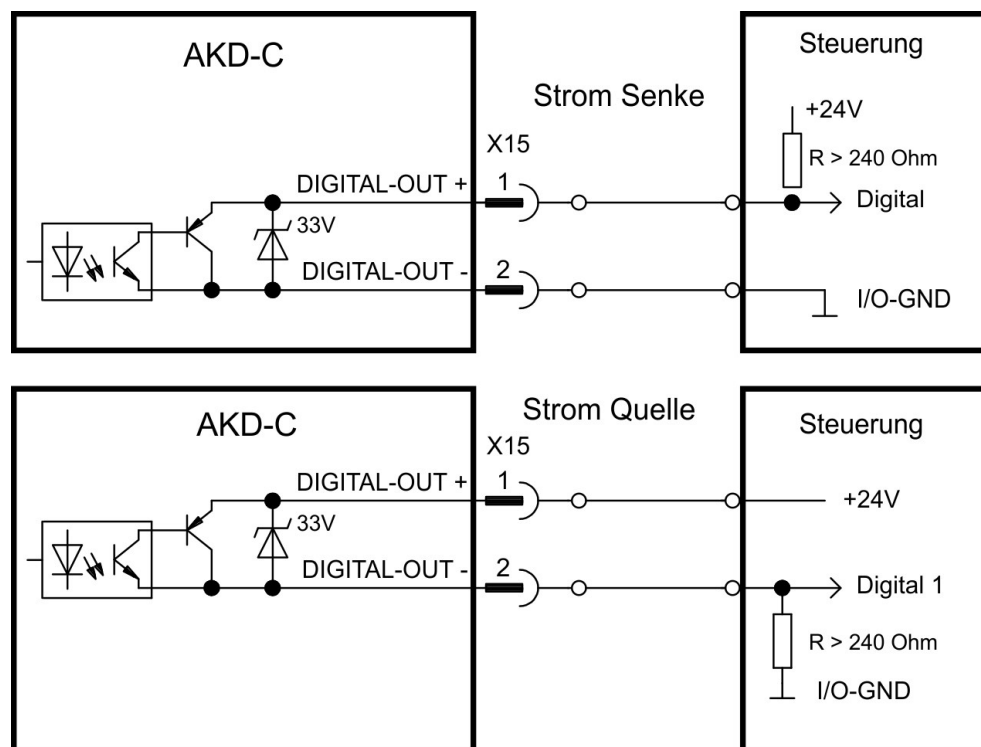 AKD-C
Strom Senke
Steuerung
+24V
R > 240 Ohm
X15
DIGITAL-OUT +
1
Digital
33V
DIGITAL-OUT -
2
I/O-GND
AKD-C
Strom Quelle
Steuerung
X15
DIGITAL-OUT +
1
+24V
33V
DIGITAL-OUT -
2
Digital 1
R > 240 Ohm
I/O-GND